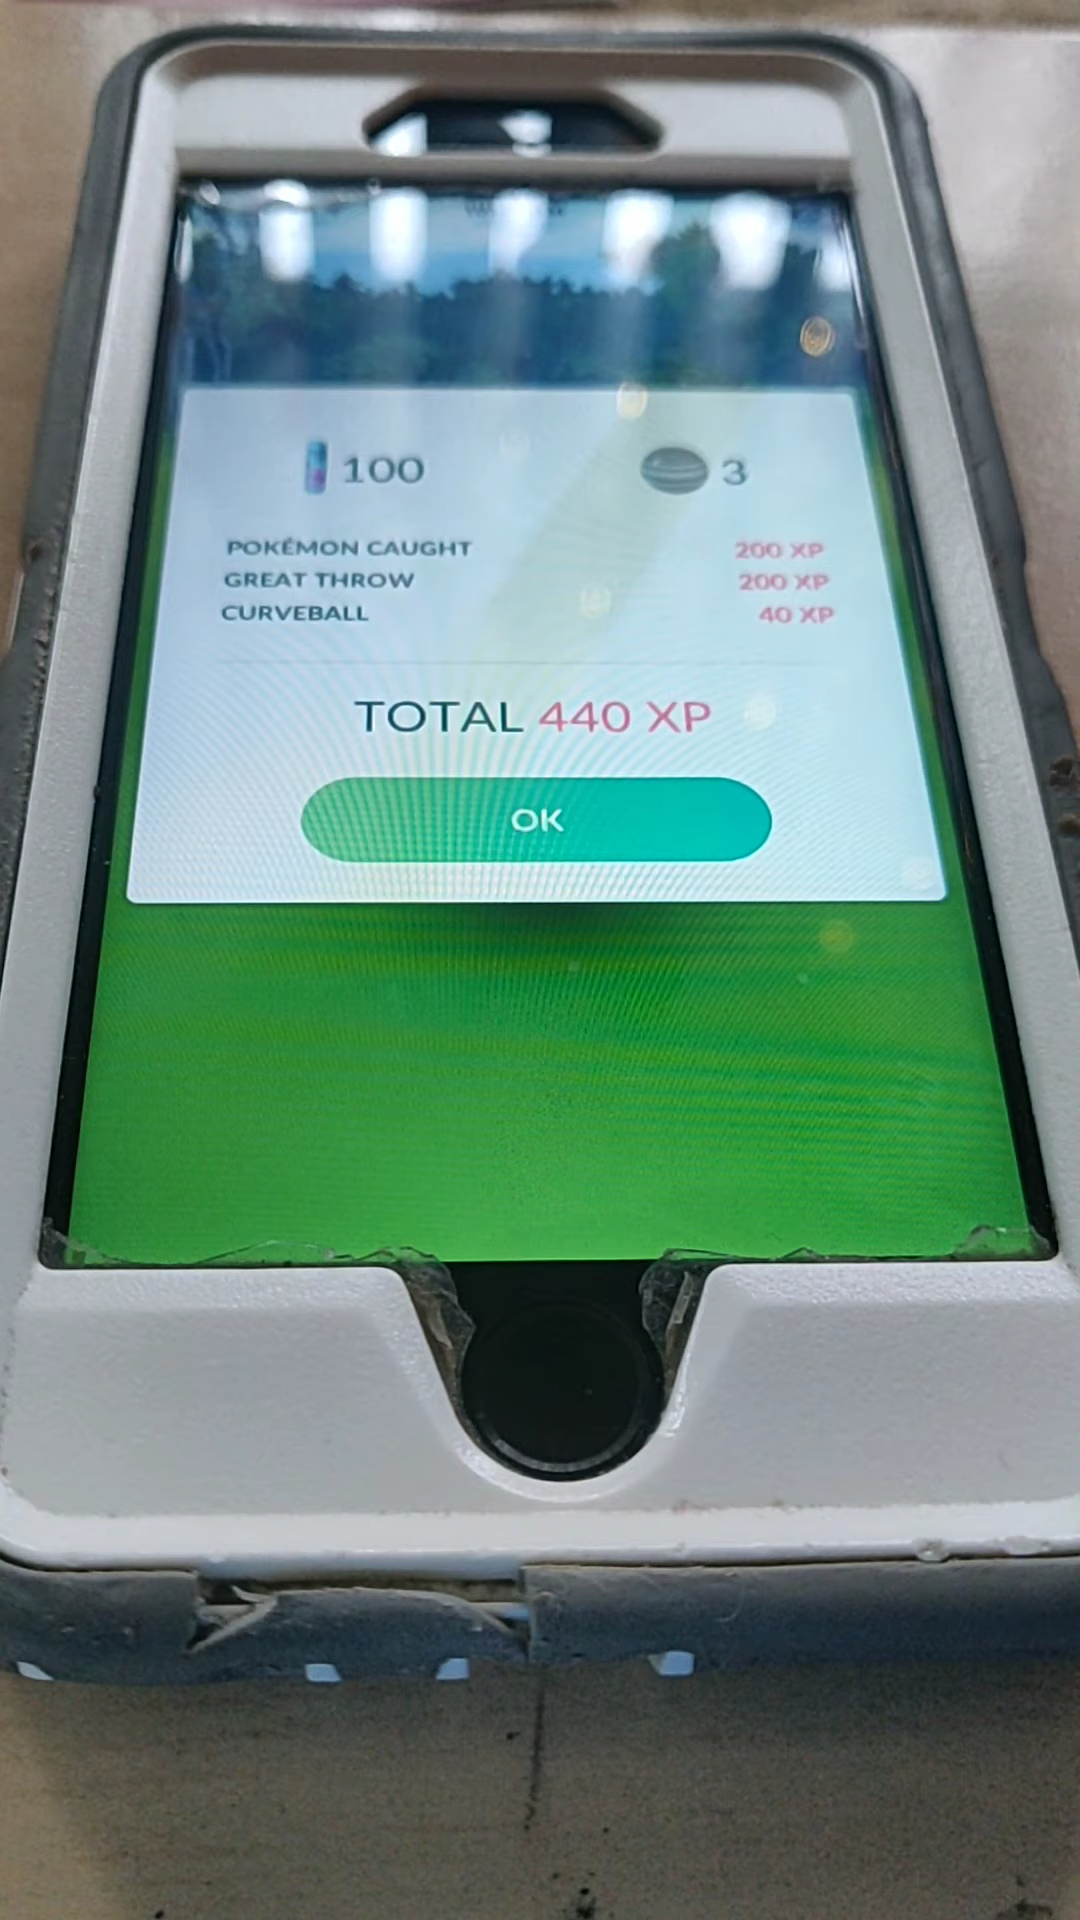 100 3
POKÉMON CAUGHT 200 XP
GREAT THROW 200 XP
CURVEBALL 40 XP
TOTAL 440 XP
OK